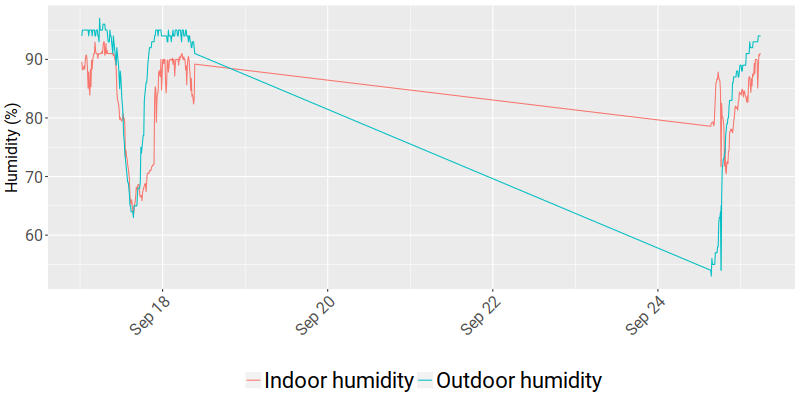 Humidity (%)
90
80
70
60
Sep 18
Sep 20
Sep 22
Sep 24
Indoor humidity
Outdoor humidity